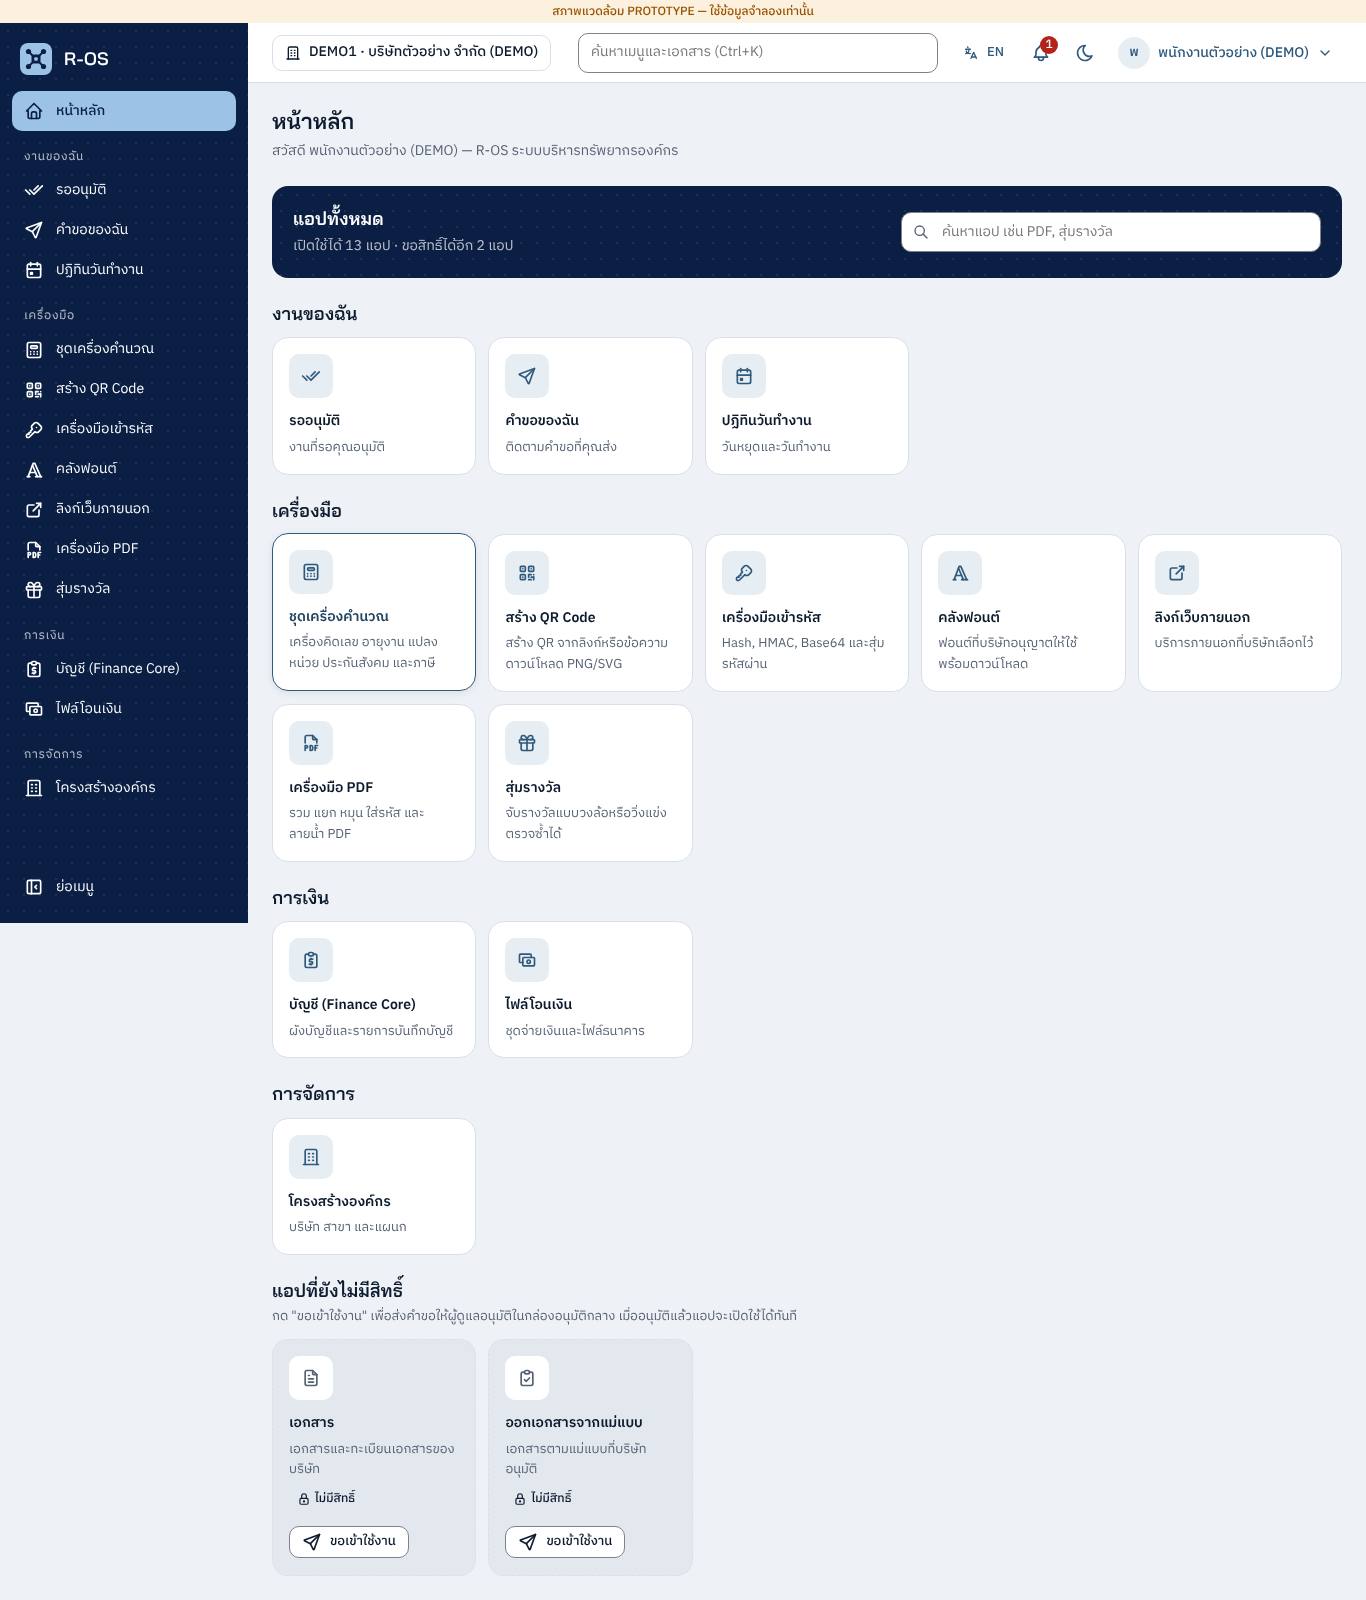 สภาพแวดล้อม PROTOTYPE — ใช้ข้อมูลจำลองเท่านั้น
R-OS
DEMO1 · บริษัทตัวอย่าง จำกัด (DEMO)
ค้นหาเมนูและเอกสาร (Ctrl+K)
EN
1
พ
พนักงานตัวอย่าง (DEMO)
หน้าหลัก
งานของฉัน
รออนุมัติ
คำขอของฉัน
ปฏิทินวันทำงาน
เครื่องมือ
ชุดเครื่องคำนวณ
สร้าง QR Code
เครื่องมือเข้ารหัส
คลังฟอนต์
ลิงก์เว็บภายนอก
เครื่องมือ PDF
สุ่มรางวัล
การเงิน
บัญชี (Finance Core)
ไฟล์โอนเงิน
การจัดการ
โครงสร้างองค์กร
ย่อเมนู
หน้าหลัก
สวัสดี พนักงานตัวอย่าง (DEMO) — R-OS ระบบบริหารทรัพยากรองค์กร
แอปทั้งหมด
เปิดใช้ได้ 13 แอป · ขอสิทธิ์ได้อีก 2 แอป
ค้นหาแอป เช่น PDF, สุ่มรางวัล
งานของฉัน
รออนุมัติ
งานที่รอคุณอนุมัติ
คำขอของฉัน
ติดตามคำขอที่คุณส่ง
ปฏิทินวันทำงาน
วันหยุดและวันทำงาน
เครื่องมือ
ชุดเครื่องคำนวณ
เครื่องคิดเลข อายุงาน แปลง
หน่วย ประกันสังคม และภาษี
สร้าง QR Code
สร้าง QR จากลิงก์หรือข้อความ
ดาวน์โหลด PNG/SVG
เครื่องมือเข้ารหัส
Hash, HMAC, Base64 และสุ่ม
รหัสผ่าน
คลังฟอนต์
ฟอนต์ที่บริษัทอนุญาตให้ใช้
พร้อมดาวน์โหลด
ลิงก์เว็บภายนอก
บริการภายนอกที่บริษัทเลือกไว้
PDF
เครื่องมือ PDF
รวม แยก หมุน ใส่รหัส และ
ลายน้ำ PDF
สุ่มรางวัล
จับรางวัลแบบวงล้อหรือวิ่งแข่ง
ตรวจซ้ำได้
การเงิน
บัญชี (Finance Core)
ผังบัญชีและรายการบันทึกบัญชี
ไฟล์โอนเงิน
ชุดจ่ายเงินและไฟล์ธนาคาร
การจัดการ
โครงสร้างองค์กร
บริษัท สาขา และแผนก
แอปที่ยังไม่มีสิทธิ์
กด "ขอเข้าใช้งาน" เพื่อส่งคำขอให้ผู้ดูแลอนุมัติในกล่องอนุมัติกลาง เมื่ออนุมัติแล้วแอปจะเปิดใช้ได้ทันที
เอกสาร
เอกสารและทะเบียนเอกสารของ
บริษัท
ไม่มีสิทธิ์
ขอเข้าใช้งาน
ออกเอกสารจากแม่แบบ
เอกสารตามแม่แบบที่บริษัท
อนุมัติ
ไม่มีสิทธิ์
ขอเข้าใช้งาน